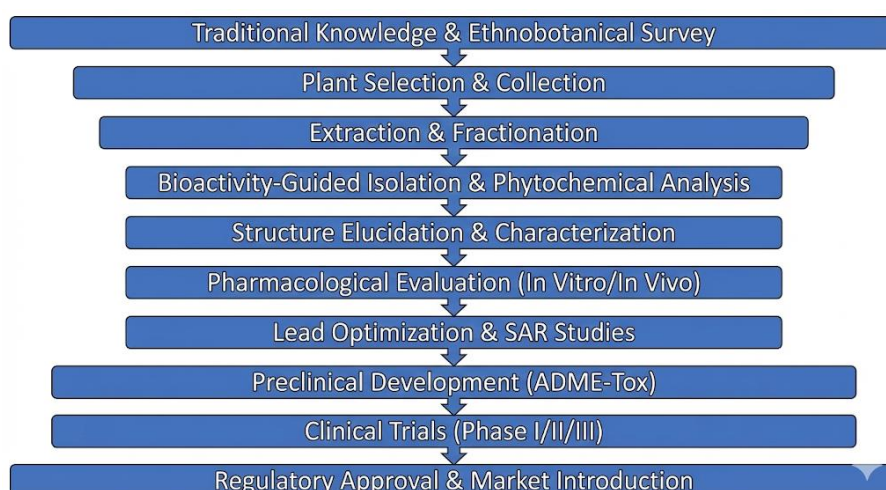 Traditional Knowledge & Ethnobotanical Survey
Plant Selection & Collection
Extraction & Fractionation
Bioactivity-Guided Isolation & Phytochemical Analysis
Structure Elucidation & Characterization
Pharmacological Evaluation (In Vitro/In Vivo)
Lead Optimization & SAR Studies
Preclinical Development (ADME-Tox)
Clinical Trials (Phase I/II/III)
Regulatory Approval & Market Introduction